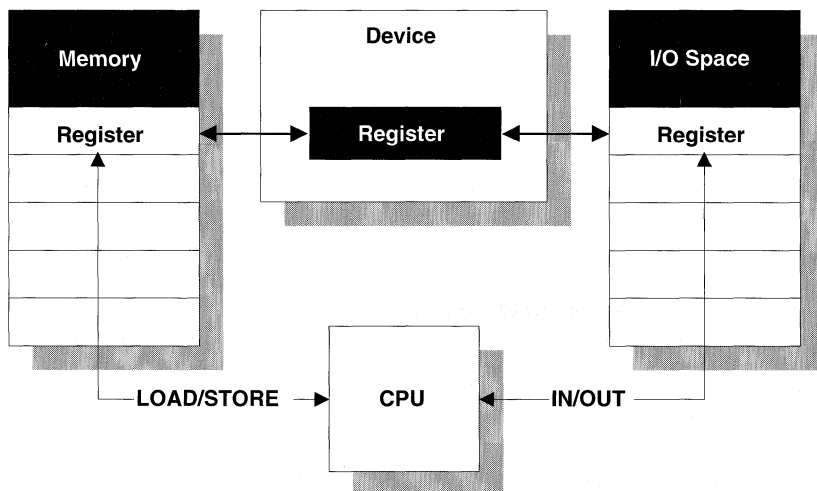 Memory
Device
I/O Space
Register
Register
Register
LOAD/STORE
CPU
IN/OUT